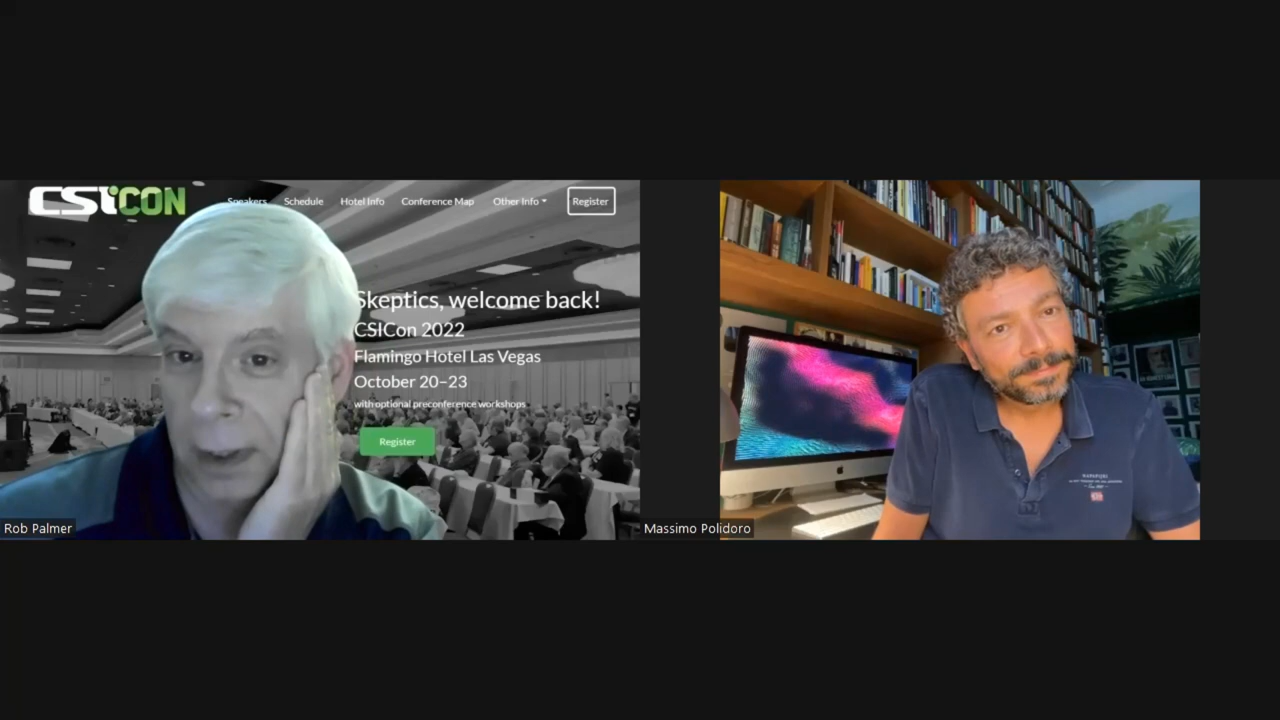 CSICON
Speakers Schedule Hotel Info Conference Map Other Info Register
Skeptics, welcome back!
CSICon 2022
Flamingo Hotel Las Vegas
October 20–23
with optional preconference workshops
Register
Rob Palmer
Massimo Polidoro